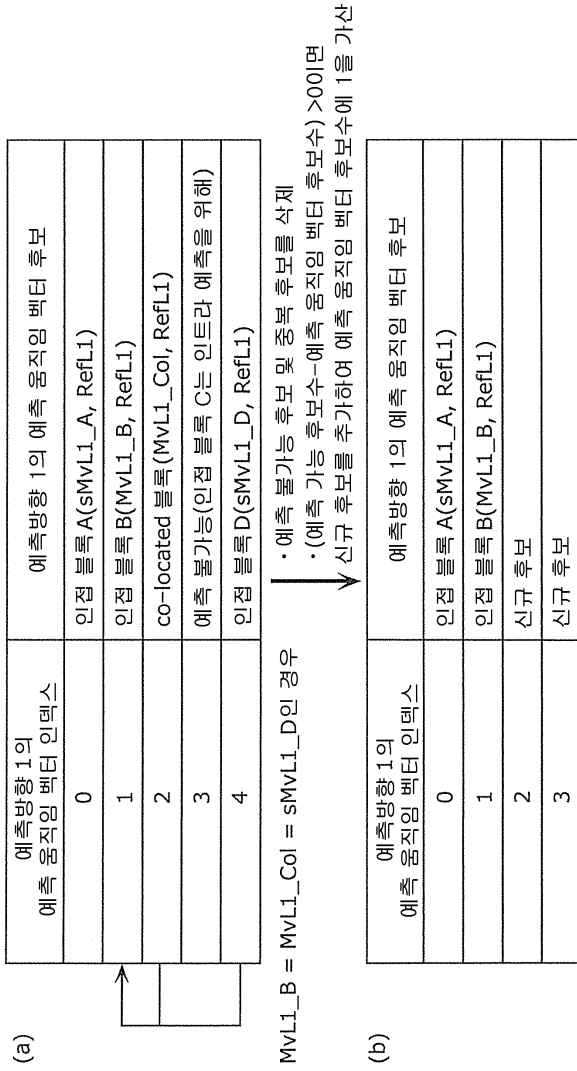 (a)
예측방향 1의
예측 움직임 벡터 인덱스
예측방향 1의 예측 움직임 벡터 후보
0
인접 블록A(sMvL1_A, RefL1)
1
인접 블록B(MvL1_B, RefL1)
2
co-located 블록(MvL1_Col, RefL1)
3
예측 불가능(인접 블록 C는 인트라 예측을 위해)
4
인접 블록D(sMvL1_D, RefL1)
MvL1_B = MvL1_Col = sMvL1_D인 경우
· 예측 불가능 후보 및 중복 후보를 삭제
· (예측 가능 후보수-예측 움직임 벡터 후보수) >0이면
신규 후보를 추가하여 예측 움직임 벡터 후보수에 1을 가산
(b)
예측방향 1의
예측 움직임 벡터 인덱스
예측방향 1의 예측 움직임 벡터 후보
0
인접 블록A(sMvL1_A, RefL1)
1
인접 블록B(MvL1_B, RefL1)
2
신규 후보
3
신규 후보